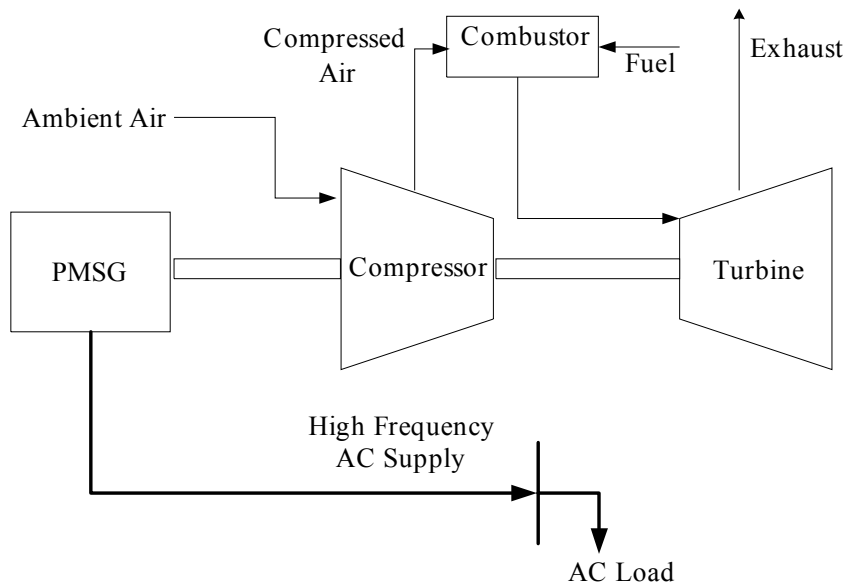 Compressed
Air
Combustor
Fuel
Exhaust
Ambient Air
PMSG
Compressor
Turbine
High Frequency
AC Supply
AC Load